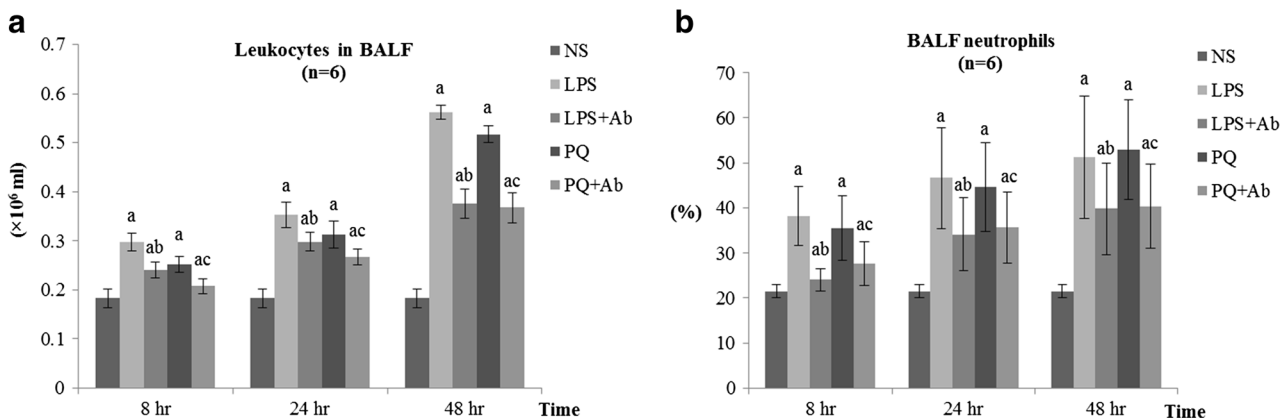 a
Leukocytes in BALF
(n=6)
0.7
0.6
0.5
0.4
0.3
0.2
0.1
0
(×10⁶ ml)
a
ab
a
ac
a
ab
a
ac
a
ab
a
ac
8 hr
24 hr
48 hr
Time
NS
LPS
LPS+Ab
PQ
PQ+Ab
b
BALF neutrophils
(n=6)
70
60
50
40
30
20
10
0
(%)
a
ab
a
ac
a
ab
a
ac
a
ab
a
ac
8 hr
24 hr
48 hr
Time
NS
LPS
LPS+Ab
PQ
PQ+Ab